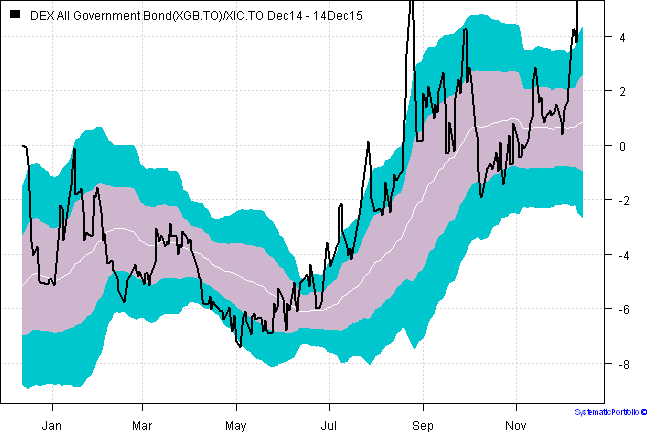 DEX All Government Bond(XGB.TO)/XIC.TO Dec14 - 14Dec15
4
2
0
-2
-4
-6
-8
Jan Mar May Jul Sep Nov
SystematicPortfolio ©